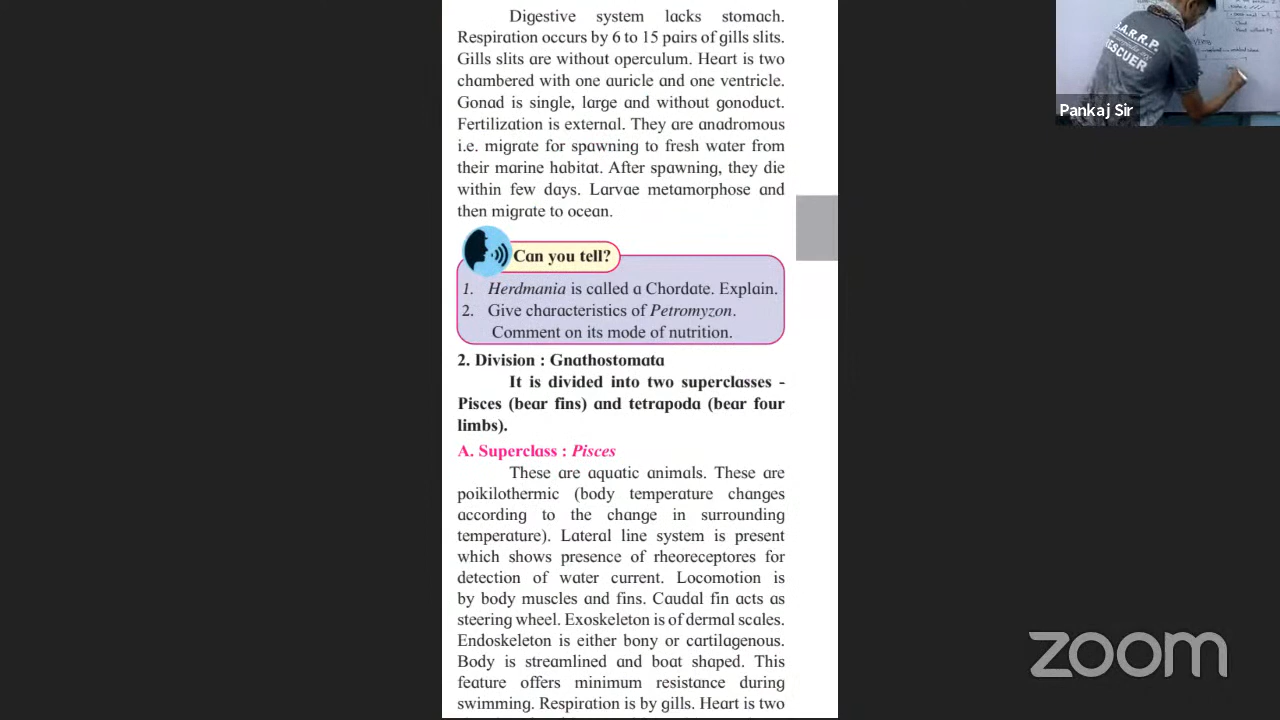 Digestive system lacks stomach.
Respiration occurs by 6 to 15 pairs of gills slits.
Gills slits are without operculum. Heart is two
chambered with one auricle and one ventricle.
Gonad is single, large and without gonoduct.
Fertilization is external. They are anadromous
i.e. migrate for spawning to fresh water from
their marine habitat. After spawning, they die
within few days. Larvae metamorphose and
then migrate to ocean.
Can you tell?
1. Herdmania is called a Chordate. Explain.
2. Give characteristics of Petromyzon.
Comment on its mode of nutrition.
2. Division : Gnathostomata
It is divided into two superclasses -
Pisces (bear fins) and tetrapoda (bear four
limbs).
A. Superclass : Pisces
These are aquatic animals. These are
poikilothermic (body temperature changes
according to the change in surrounding
temperature). Lateral line system is present
which shows presence of rheoreceptores for
detection of water current. Locomotion is
by body muscles and fins. Caudal fin acts as
steering wheel. Exoskeleton is of dermal scales.
Endoskeleton is either bony or cartilagenous.
Body is streamlined and boat shaped. This
feature offers minimum resistance during
swimming. Respiration is by gills. Heart is two
.A.R.R.P.
RESCUER
Pankaj Sir
zoom